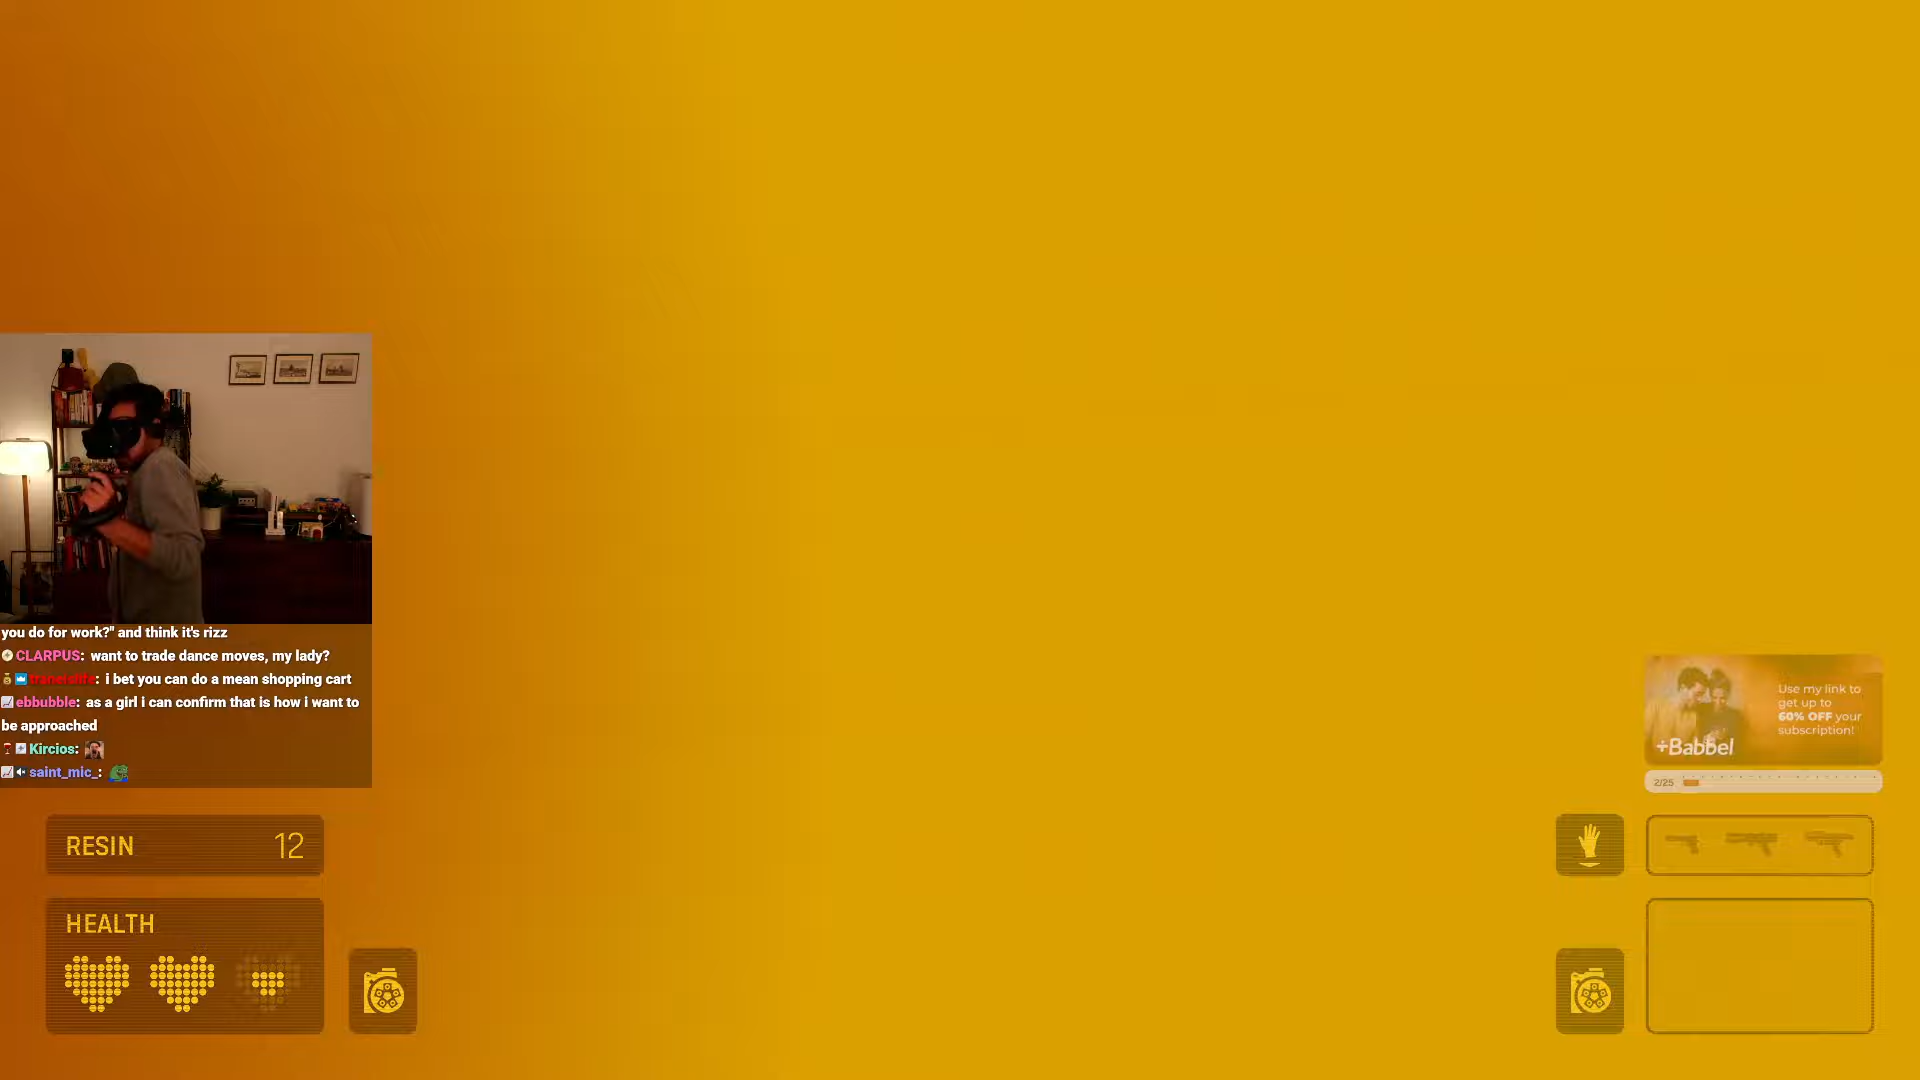 you do for work?" and think it's rizz
CLARPUS: want to trade dance moves, my lady?
traneislife: i bet you can do a mean shopping cart
ebbubble: as a girl i can confirm that is how i want to
be approached
Kircios:
saint_mic_:
Use my link to
get up to
60% OFF your
subscription!
+Babbel
2/25
RESIN 12
HEALTH